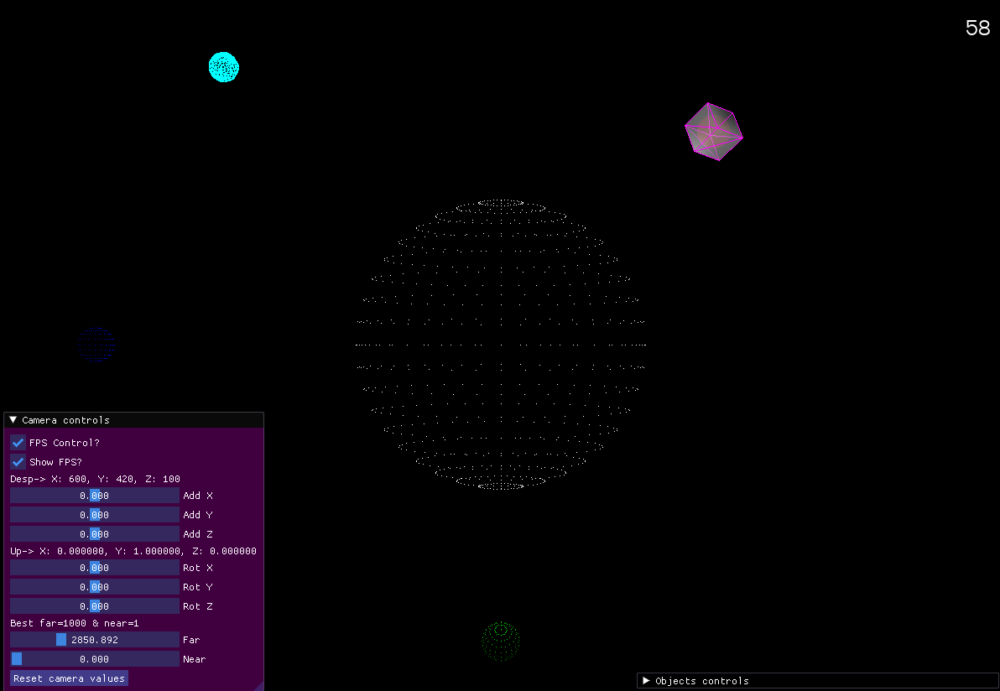 58
Camera controls
FPS Control?
Show FPS?
Desp-> X: 600, Y: 420, Z: 100
0.000 Add X
0.000 Add Y
0.000 Add Z
Up-> X: 0.000000, Y: 1.000000, Z: 0.000000
0.000 Rot X
0.000 Rot Y
0.000 Rot Z
Best far=1000 & near=1
2850.892 Far
0.000 Near
Reset camera values
Objects controls